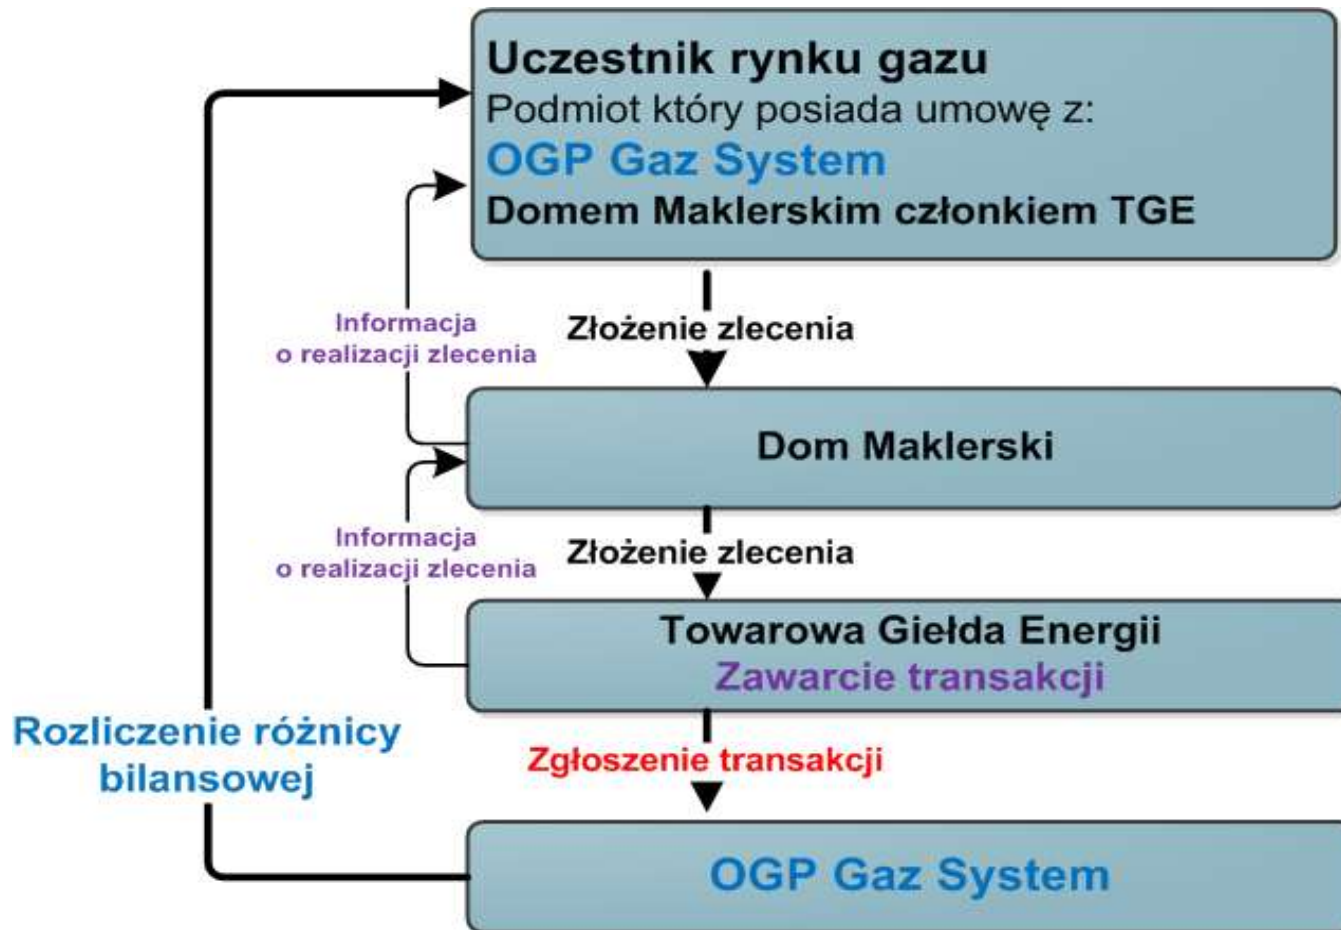 Uczestnik rynku gazu
Podmiot który posiada umowę z:
OGP Gaz System
Domem Maklerskim członkiem TGE
Informacja
o realizacji zlecenia
Złożenie zlecenia
Dom Maklerski
Informacja
o realizacji zlecenia
Złożenie zlecenia
Towarowa Giełda Energii
Zawarcie transakcji
Rozliczenie różnicy
bilansowej
Zgłoszenie transakcji
OGP Gaz System